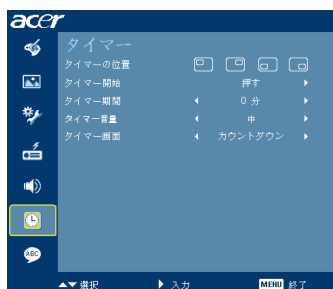 acer
タイマー
タイマーの位置
タイマー開始 押す
タイマー期間 0 分
タイマー音量 中
タイマー画面 カウントダウン
ABC
▲▼ 選択 ▶ 入力 MENU 終了